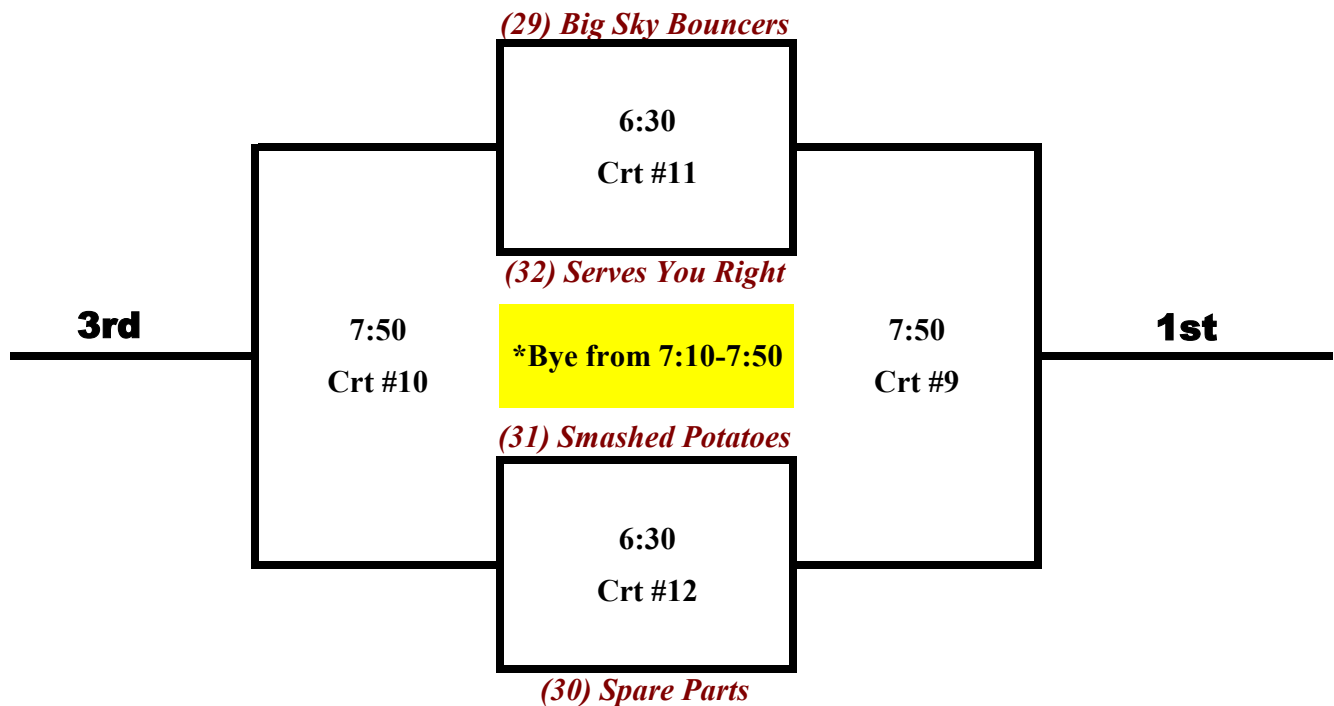 (29) Big Sky Bouncers
6:30
Crt #11
(32) Serves You Right
3rd
7:50
Crt #10
*Bye from 7:10-7:50
7:50
Crt #9
1st
(31) Smashed Potatoes
6:30
Crt #12
(30) Spare Parts